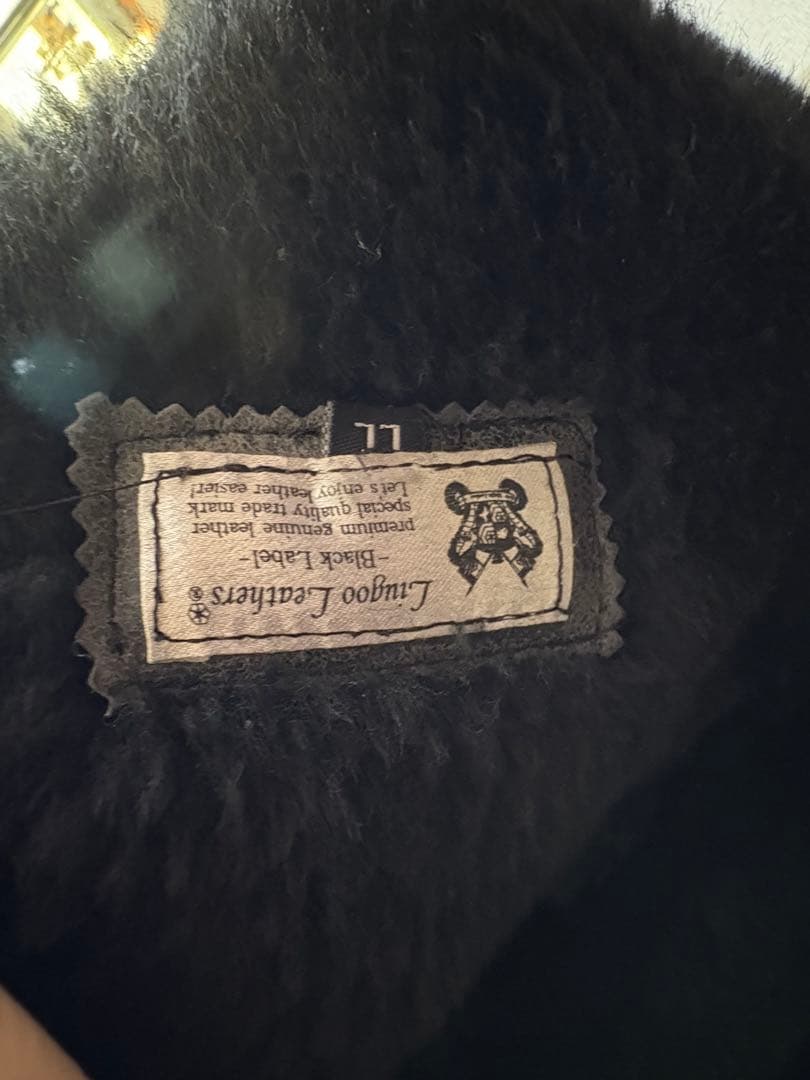 Liugoo Leathers®
-Black Label-
premium genuine leather
special quality trade mark
Let's enjoy leather easier!
LL